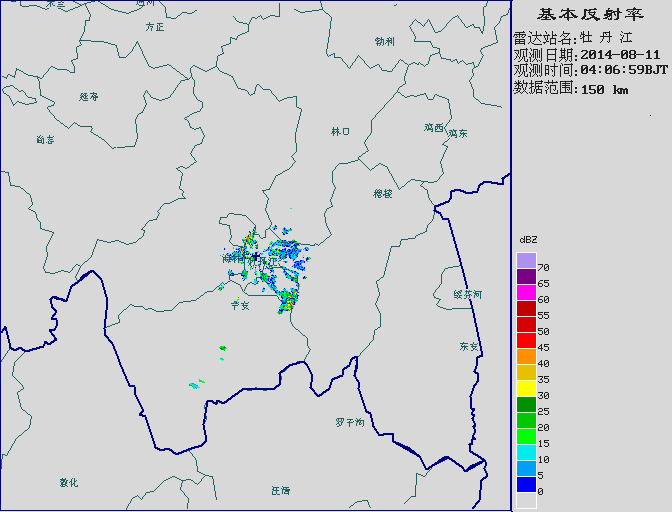 基本反射率
雷达站名:牡 丹 江
观测日期:2014-08-11
观测时间:04:06:59BJT
数据范围:150 km
方正
勃利
延寿
尚志
林口
鸡西
鸡东
穆棱
宁安
绥芬河
东安
罗子沟
敦化
汪清
dBZ
70
65
60
55
50
45
40
35
30
25
20
15
10
5
0